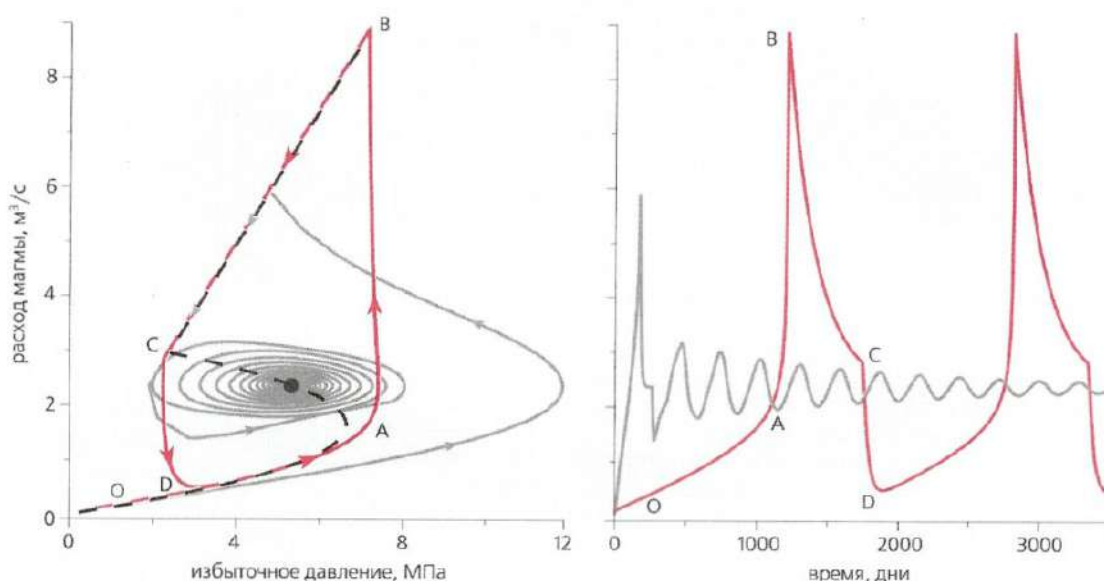 8
6
4
2
0
расход магмы, м³/с
B
C
A
D
O
0
4
8
12
избыточное давление, МПа
B
C
A
O
D
0
1000
2000
3000
время, дни